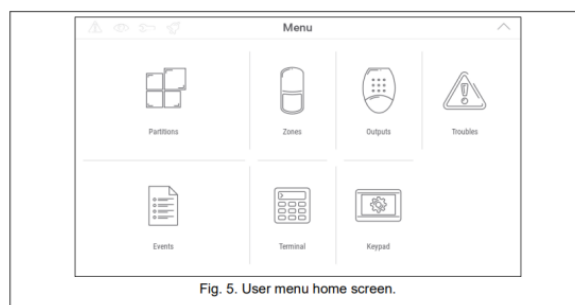 Menu
Partitions
Zones
Outputs
Troubles
Events
Terminal
Keypad
Fig. 5. User menu home screen.